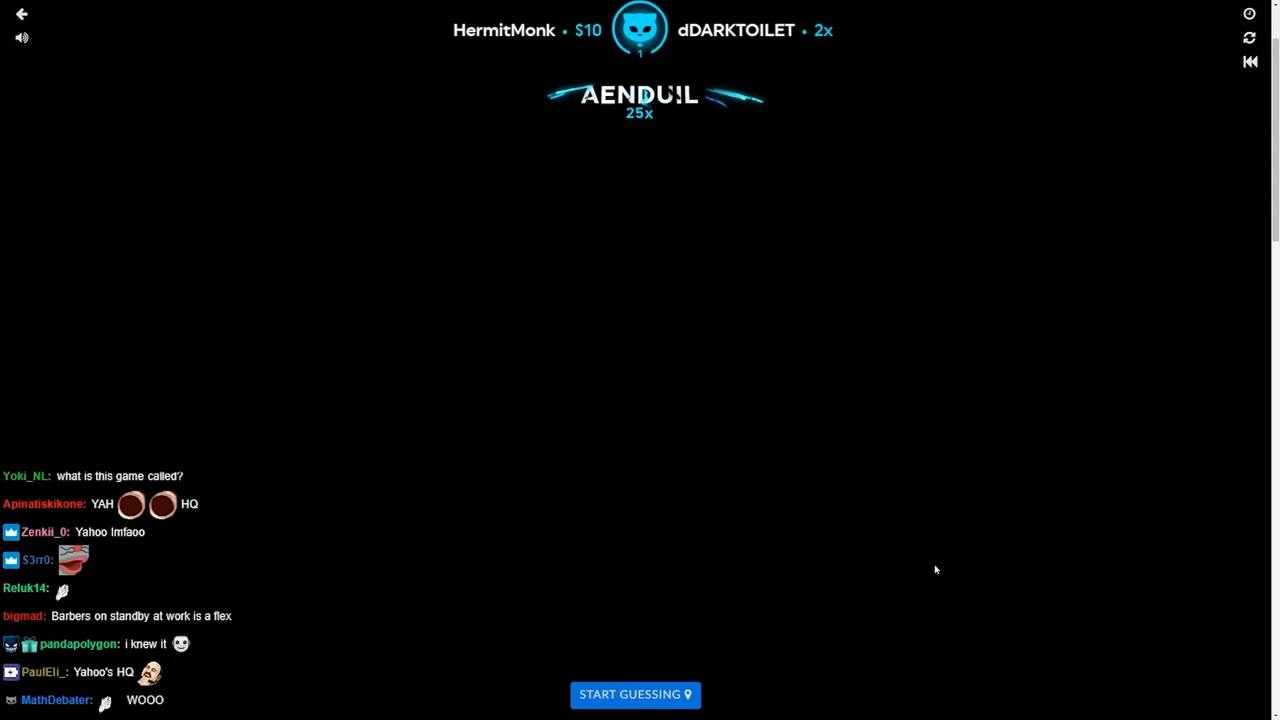 HermitMonk • $10
1
dDARKTOILET • 2x
AENDUIL
25x
Yoki_NL: what is this game called?
Apinatiskikone: YAH HQ
Zenkii_0: Yahoo lmfaoo
S3rr0:
Reluk14:
bigmad: Barbers on standby at work is a flex
pandapolygon: i knew it
PaulEli_: Yahoo's HQ
MathDebater: WOOO
START GUESSING